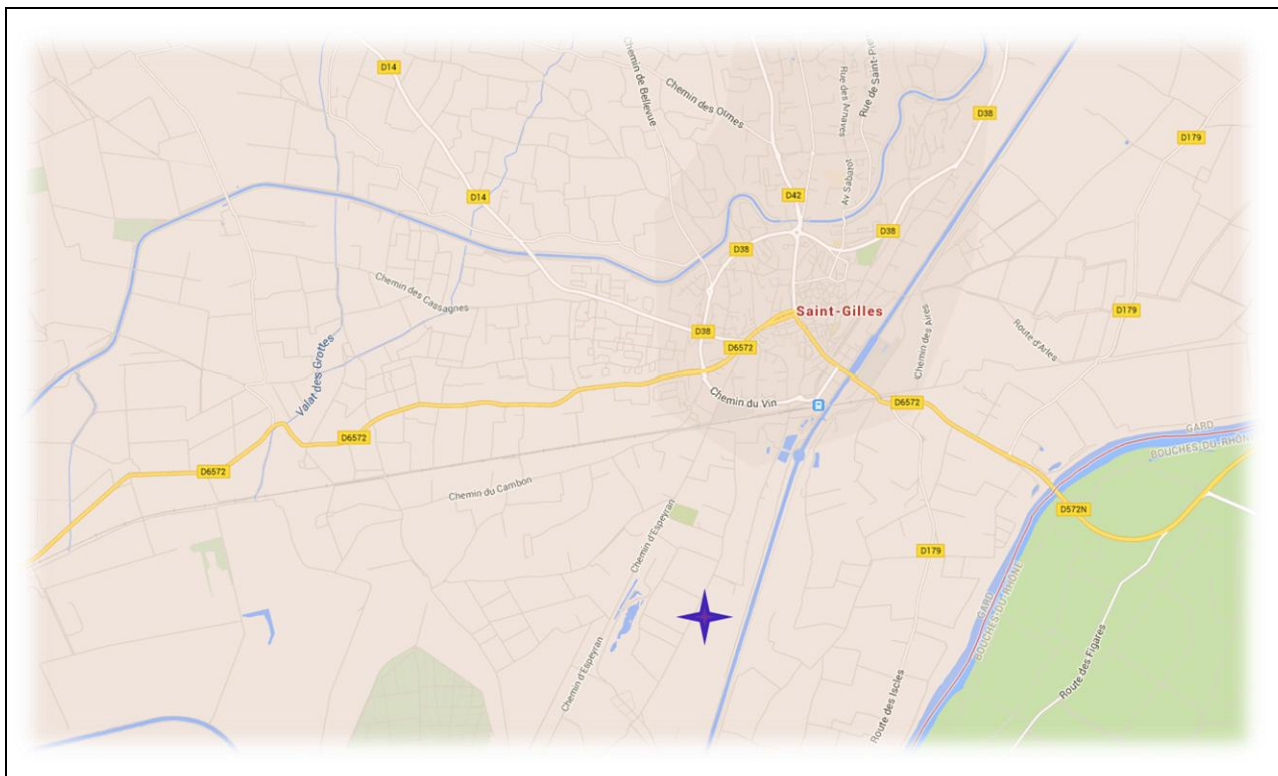 D14
Chemin de Bellevue
Chemin des Ormes
Rue des Arnaves
Rue de Saint-Pie
D38
D179
D14
D42
Av Sabatot
D38
D38
Chemin des Cassagnes
Saint-Gilles
Chemin des Aires
D179
Route d'Arles
Valat des Grottes
D38
D6572
Chemin du Vin
D6572
D6572
D6572
GARD
BOUCHES-DU-RHÔNE
Chemin du Cambon
Chemin d'Espeyran
D572N
D179
GARD
BOUCHES-DU-RHÔNE
Chemin d'Espeyran
Route des Iscles
Route des Figares